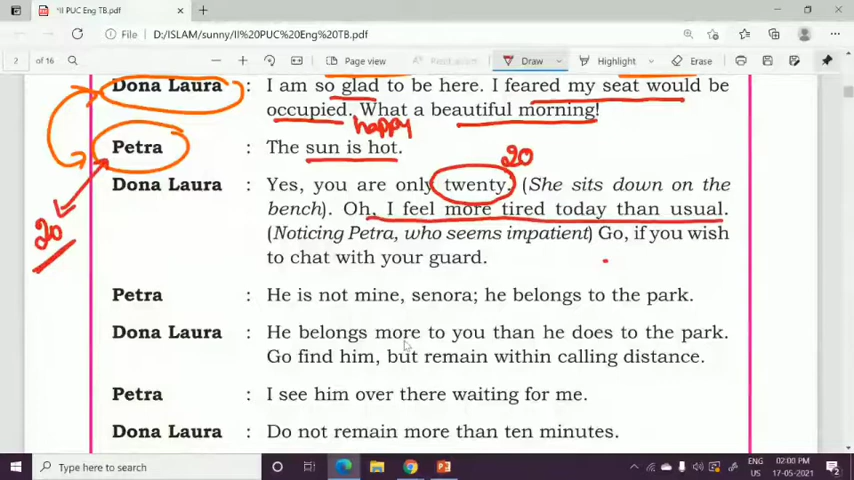 *II PUC Eng TB.pdf
File D:/ISLAM/sunny/II%20PUC%20Eng%20TB.pdf
2 of 16 Page view Read aloud Draw Highlight Erase
Dona Laura : I am so glad to be here. I feared my seat would be
occupied. What a beautiful morning!
happy
Petra : The sun is hot.
20
Dona Laura : Yes, you are only twenty. (She sits down on the
bench). Oh, I feel more tired today than usual.
20
(Noticing Petra, who seems impatient) Go, if you wish
to chat with your guard.
Petra : He is not mine, senora; he belongs to the park.
Dona Laura : He belongs more to you than he does to the park.
Go find him, but remain within calling distance.
Petra : I see him over there waiting for me.
Dona Laura : Do not remain more than ten minutes.
Type here to search
ENG 02:00 PM
US 17-05-2021
2